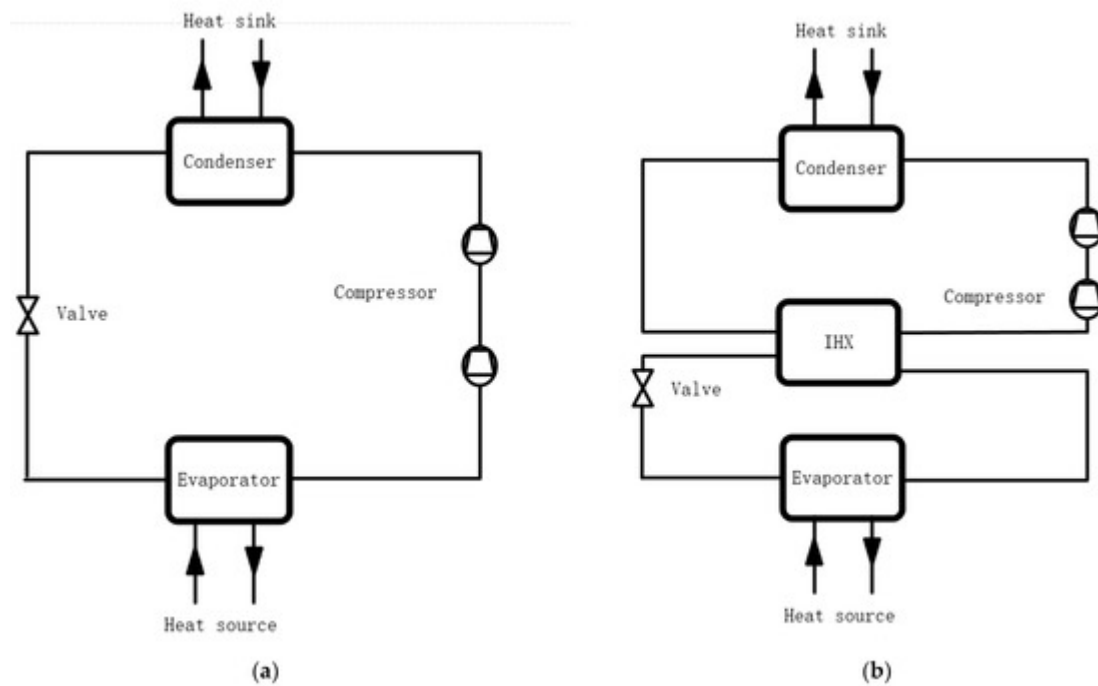 Heat sink
Condenser
Valve
Compressor
Evaporator
Heat source
(a)
Heat sink
Condenser
Compressor
IHX
Valve
Evaporator
Heat source
(b)